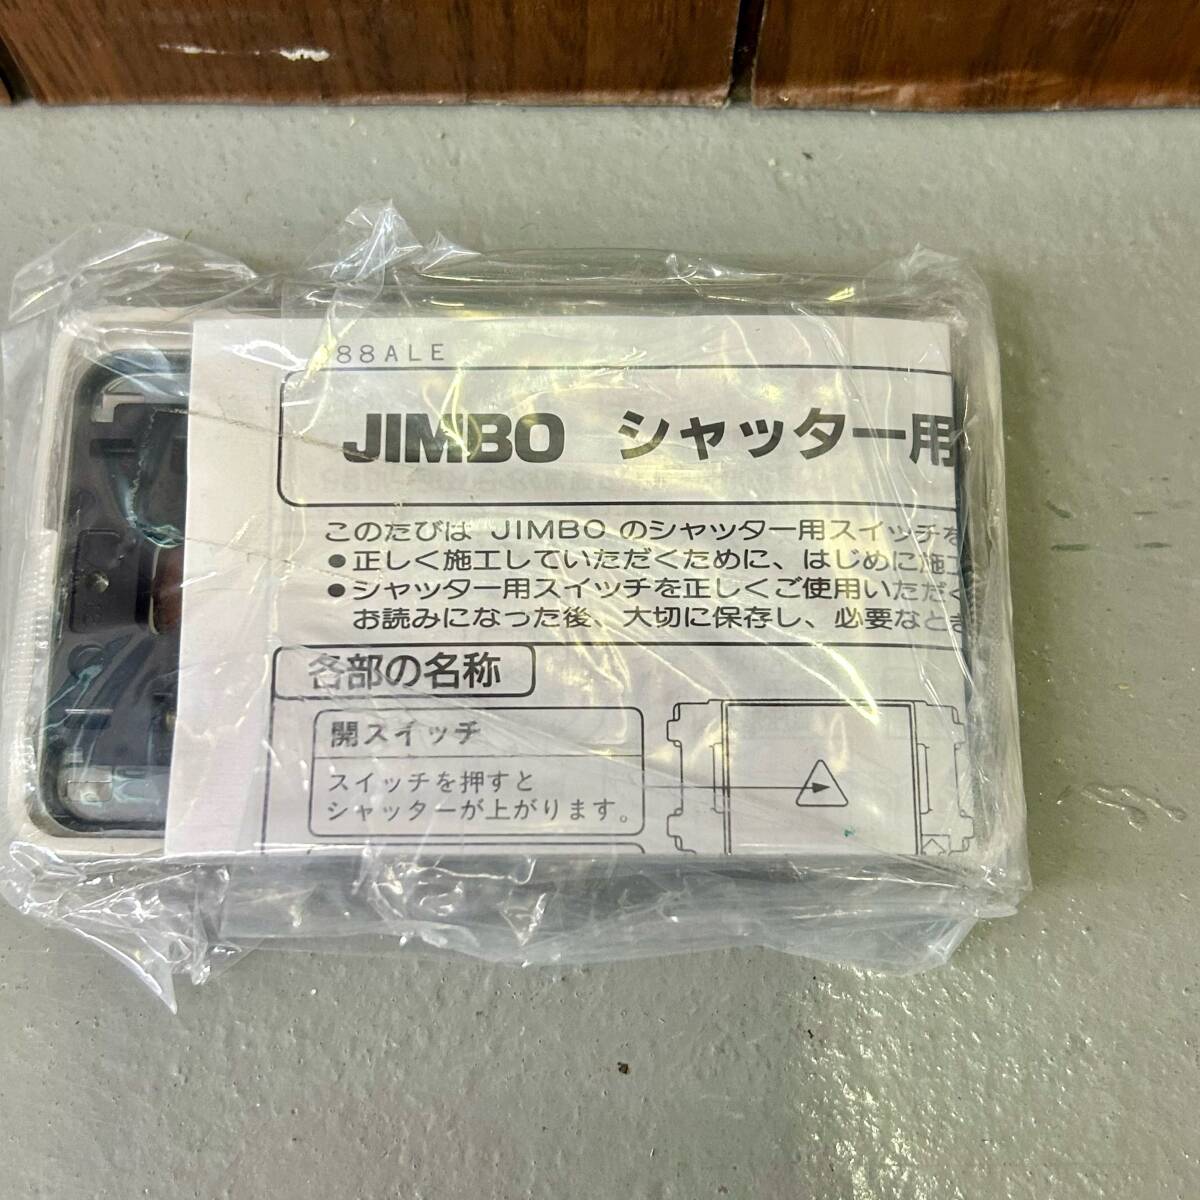 88ALE
JIMBO シャッター用
このたびは JIMBO のシャッター用スイッチを
●正しく施工していただくために、はじめに施工
●シャッター用スイッチを正しくご使用いただく
お読みになった後、大切に保存し、必要なとき
各部の名称
開スイッチ
スイッチを押すと
シャッターが上がります。